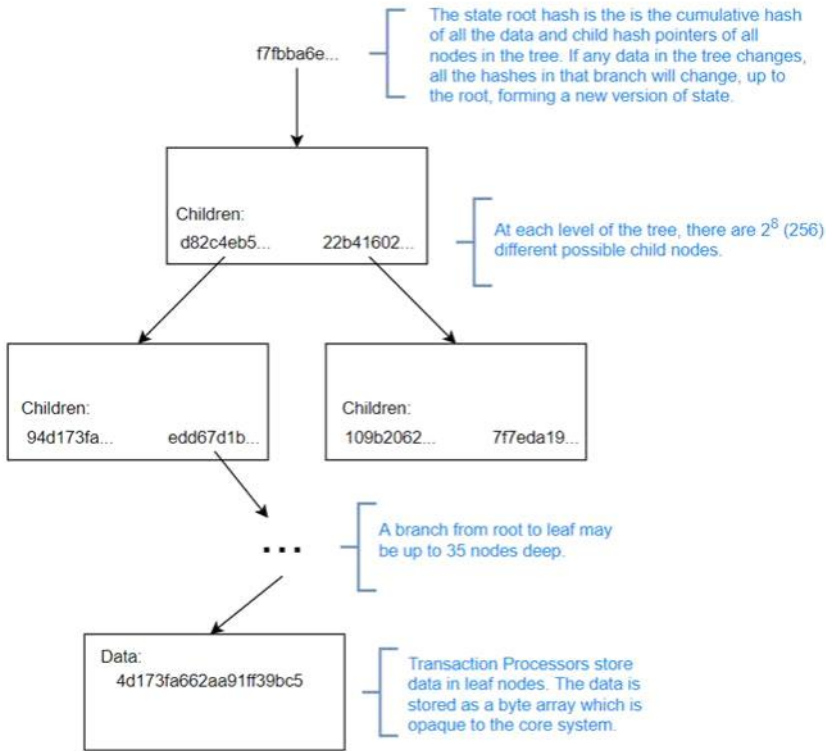 The state root hash is the is the cumulative hash
of all the data and child hash pointers of all
nodes in the tree. If any data in the tree changes,
all the hashes in that branch will change, up to
the root, forming a new version of state.
f7fbba6e...
Children:
d82c4eb5... 22b41602...
At each level of the tree, there are 2⁸ (256)
different possible child nodes.
Children:
94d173fa... edd67d1b...
Children:
109b2062... 7f7eda19...
...
A branch from root to leaf may
be up to 35 nodes deep.
Data:
4d173fa662aa91ff39bc5
Transaction Processors store
data in leaf nodes. The data is
stored as a byte array which is
opaque to the core system.